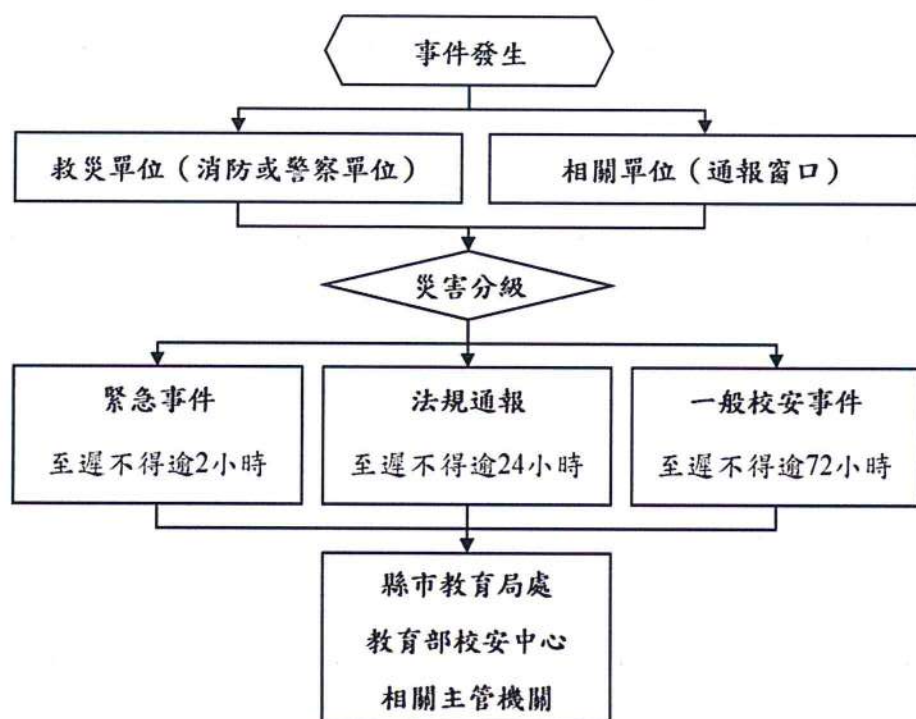 事件發生
救災單位（消防或警察單位）
相關單位（通報窗口）
災害分級
緊急事件
至遲不得逾2小時
法規通報
至遲不得逾24小時
一般校安事件
至遲不得逾72小時
縣市教育局處
教育部校安中心
相關主管機關